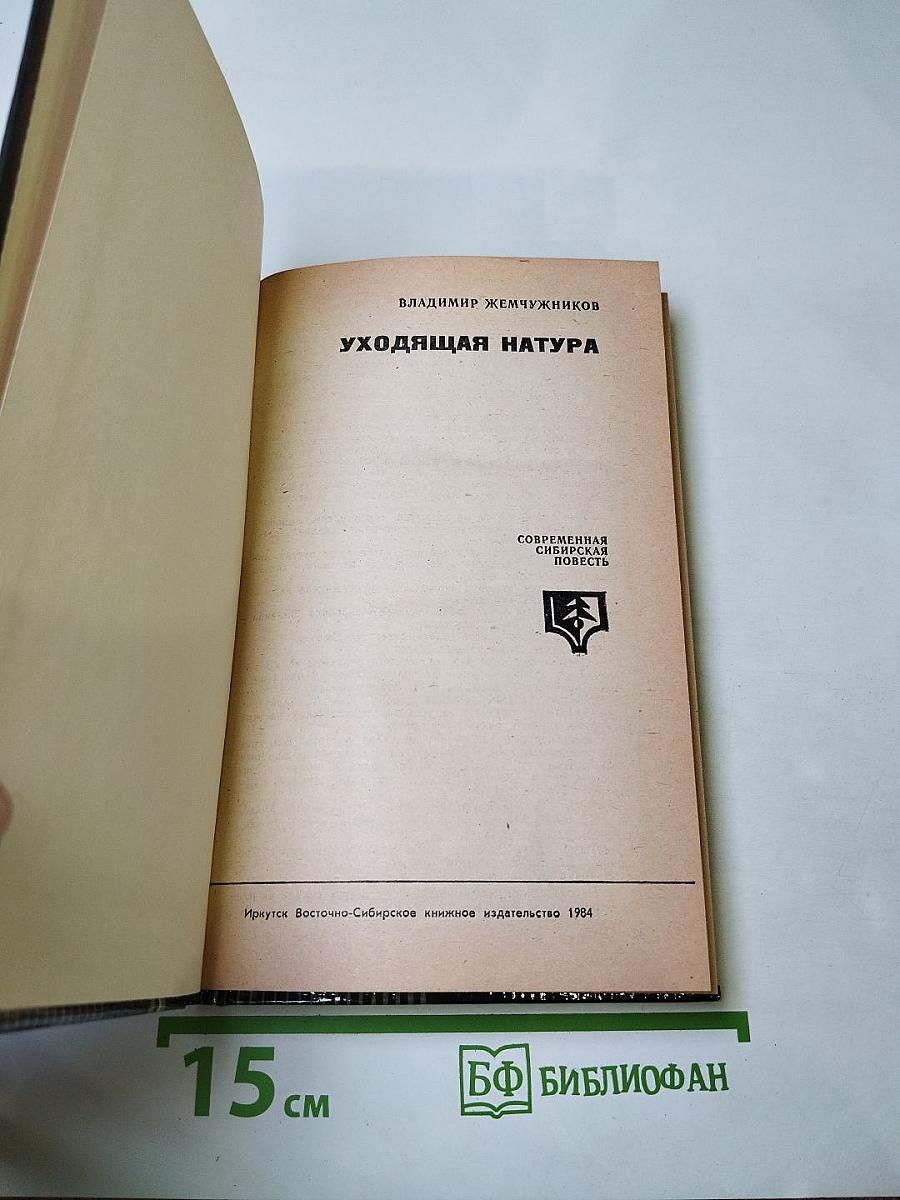 ВЛАДИМИР ЖЕМЧУЖНИКОВ
УХОДЯЩАЯ НАТУРА
СОВРЕМЕННАЯ
СИБИРСКАЯ
ПОВЕСТЬ
Иркутск Восточно-Сибирское книжное издательство 1984
15 см
БФ БИБЛИОФАН